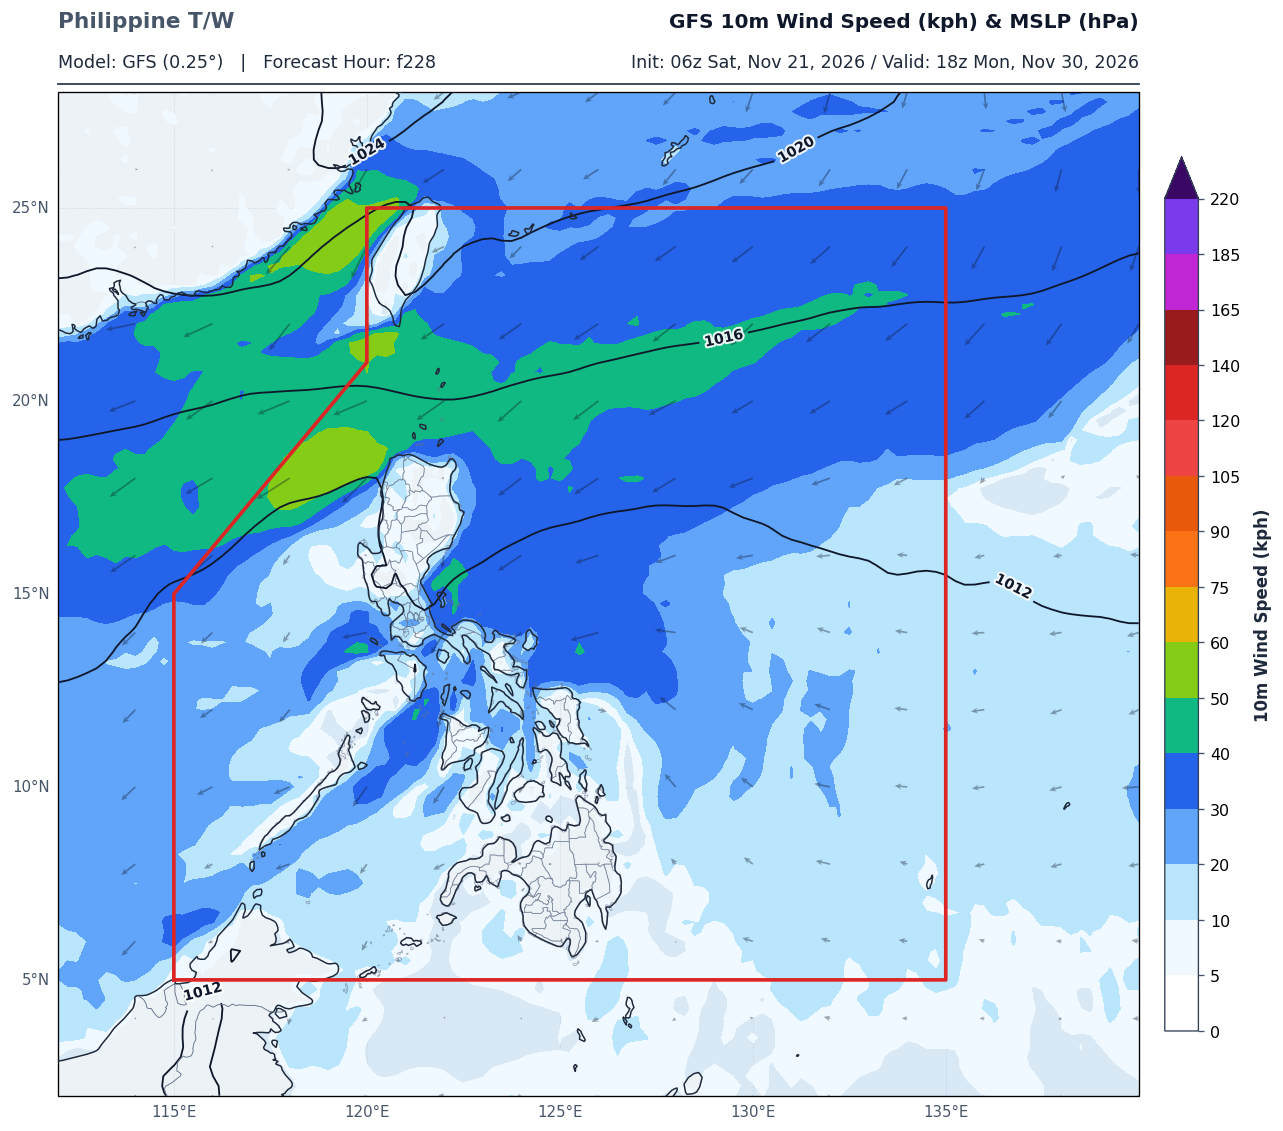 Philippine T/W
GFS 10m Wind Speed (kph) & MSLP (hPa)
Model: GFS (0.25°) | Forecast Hour: f228
Init: 06z Sat, Nov 21, 2026 / Valid: 18z Mon, Nov 30, 2026
1024
1020
1016
1012
1012
25°N
20°N
15°N
10°N
5°N
115°E
120°E
125°E
130°E
135°E
220
185
165
140
120
105
90
75
60
50
40
30
20
10
5
0
10m Wind Speed (kph)